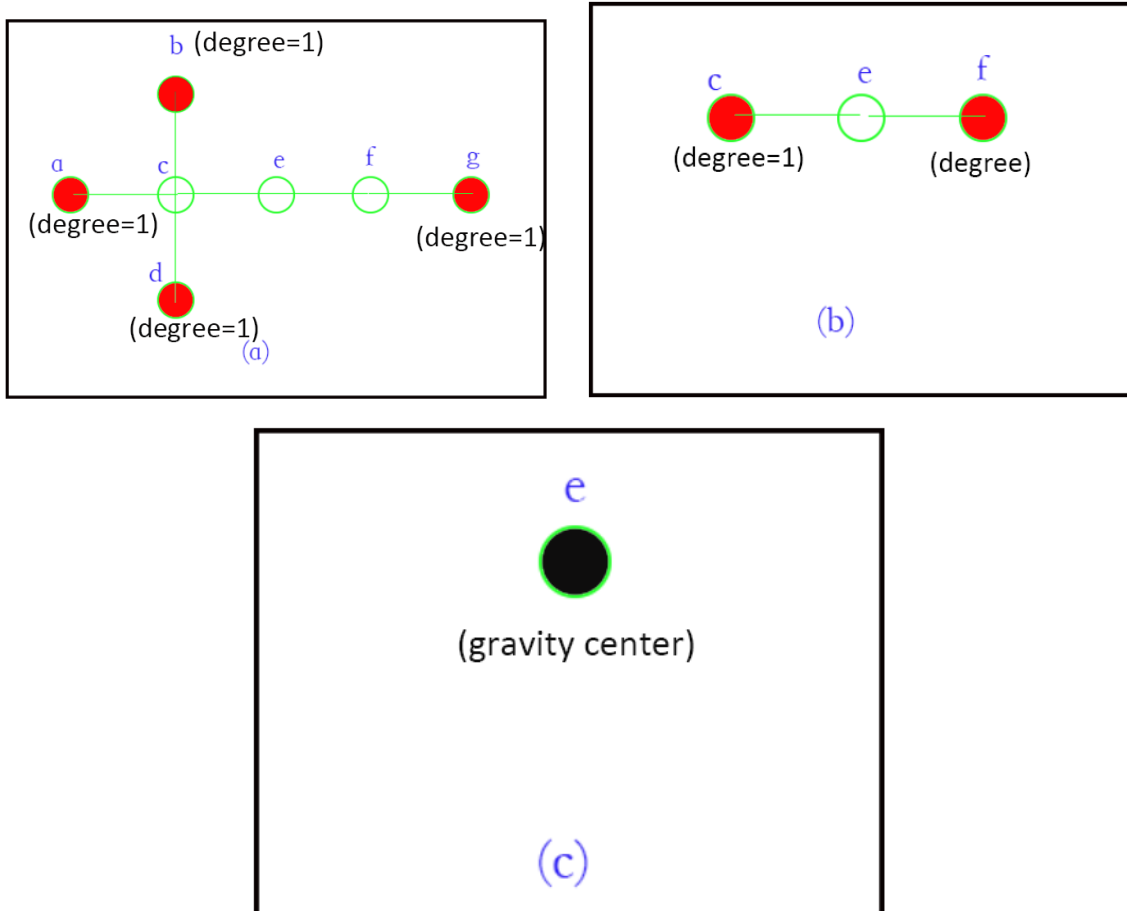 b (degree=1)
a
c
e
f
g
(degree=1)
(degree=1)
d
(degree=1)
(a)
c
e
f
(degree=1)
(degree)
(b)
e
(gravity center)
(c)